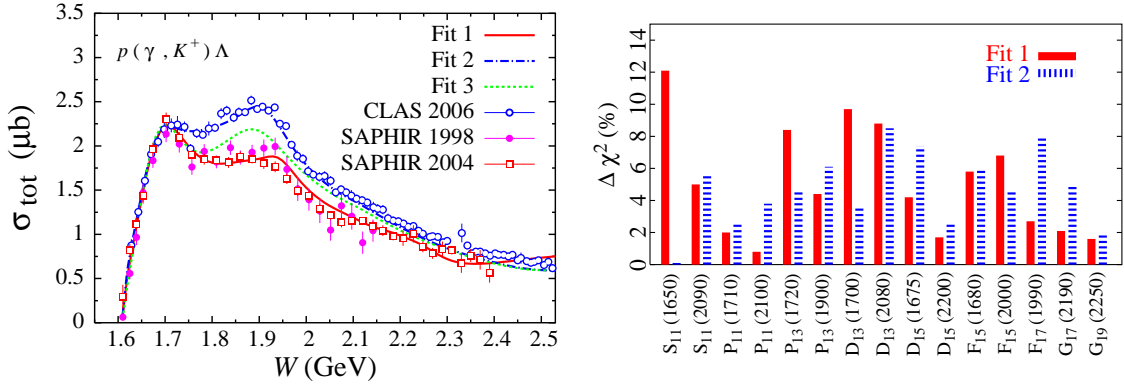 p(γ, K⁺)Λ
Fit 1
Fit 2
Fit 3
CLAS 2006
SAPHIR 1998
SAPHIR 2004
σ_tot (μb)
3.5
3
2.5
2
1.5
1
0.5
0
1.6 1.7 1.8 1.9 2 2.1 2.2 2.3 2.4 2.5
W (GeV)
Fit 1
Fit 2
Δ χ² (%)
14
12
10
8
6
4
2
0
S₁₁ (1650)
S₁₁ (2090)
P₁₁ (1710)
P₁₁ (2100)
P₁₃ (1720)
P₁₃ (1900)
D₁₃ (1700)
D₁₃ (2080)
D₁₅ (1675)
D₁₅ (2200)
F₁₅ (1680)
F₁₅ (2000)
F₁₇ (1990)
G₁₇ (2190)
G₁₉ (2250)